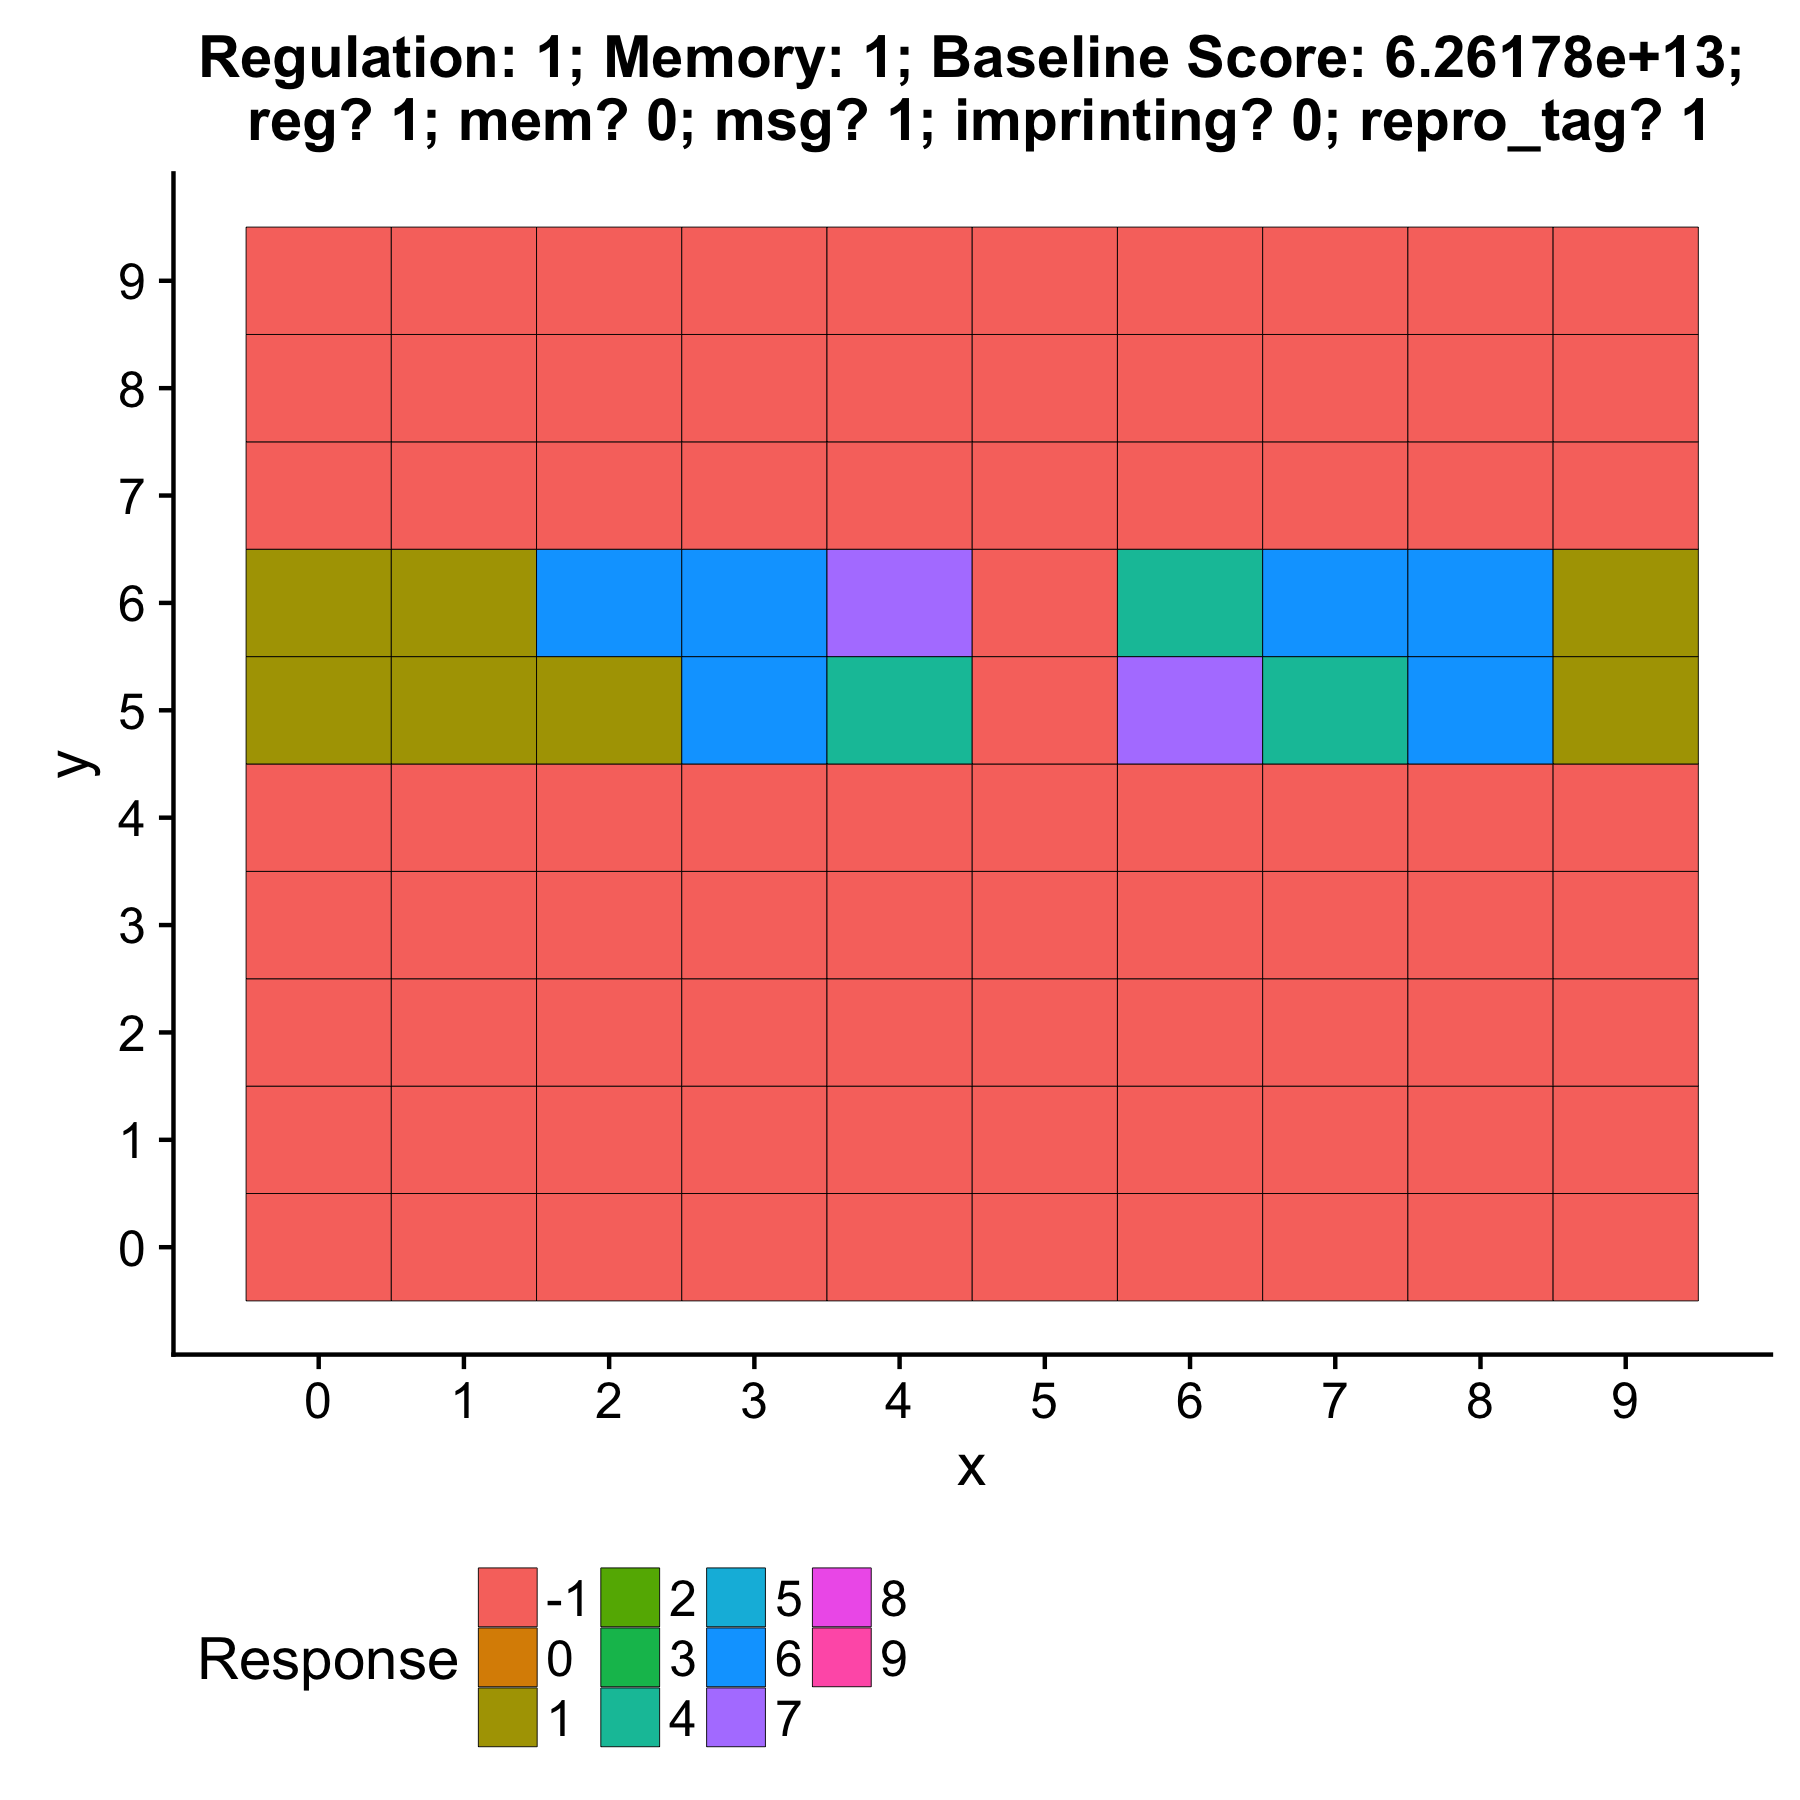 Regulation: 1; Memory: 1; Baseline Score: 6.26178e+13;
reg? 1; mem? 0; msg? 1; imprinting? 0; repro_tag? 1
9
8
7
6
5
4
3
2
1
0
y
0 1 2 3 4 5 6 7 8 9
x
Response
-1 2 5 8
0 3 6 9
1 4 7